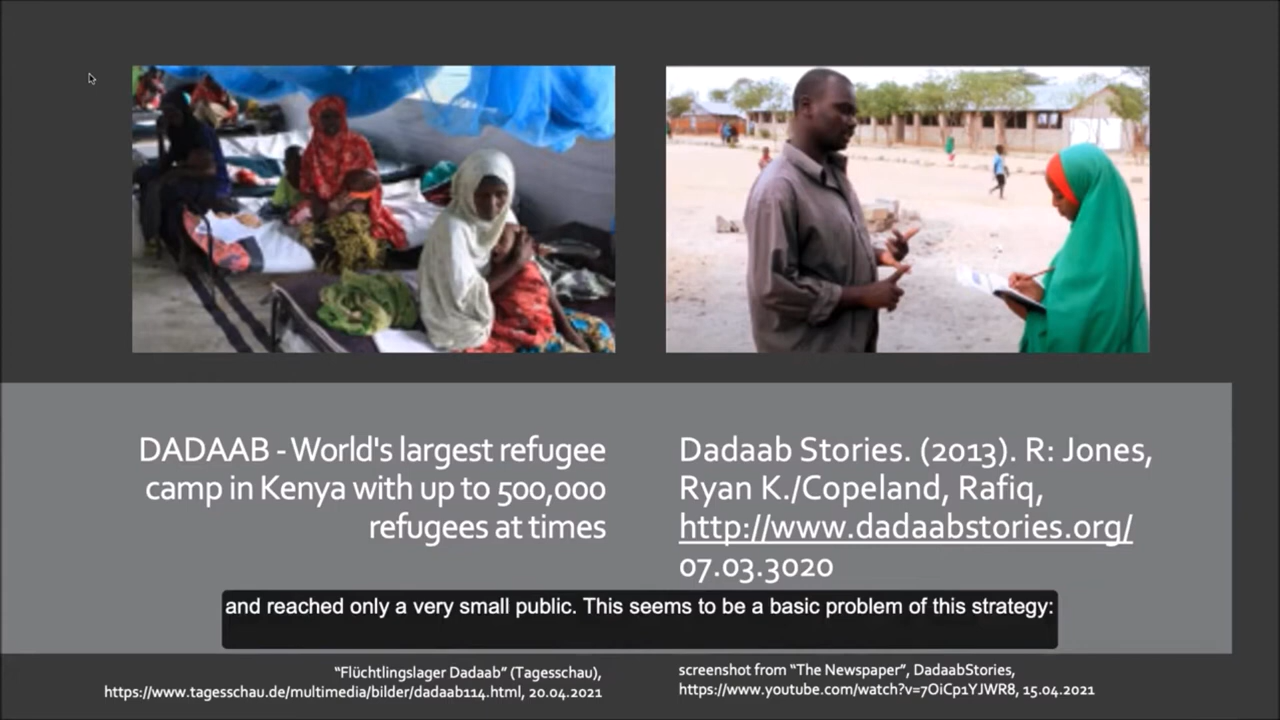 DADAAB - World's largest refugee
camp in Kenya with up to 500,000
refugees at times
Dadaab Stories. (2013). R: Jones,
Ryan K./Copeland, Rafiq,
http://www.dadaabstories.org/
07.03.3020
and reached only a very small public. This seems to be a basic problem of this strategy:
“Flüchtlingslager Dadaab” (Tagesschau),
https://www.tagesschau.de/multimedia/bilder/dadaab114.html, 20.04.2021
screenshot from “The Newspaper”, DadaabStories,
https://www.youtube.com/watch?v=7OiCp1YJWR8, 15.04.2021